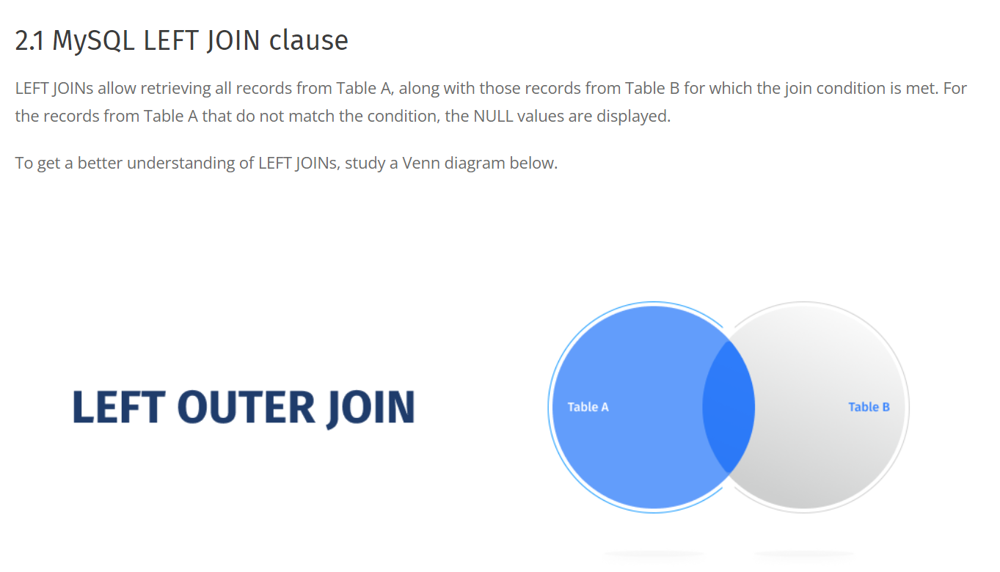 2.1 MySQL LEFT JOIN clause
LEFT JOINs allow retrieving all records from Table A, along with those records from Table B for which the join condition is met. For
the records from Table A that do not match the condition, the NULL values are displayed.
To get a better understanding of LEFT JOINs, study a Venn diagram below.
LEFT OUTER JOIN
Table A
Table B